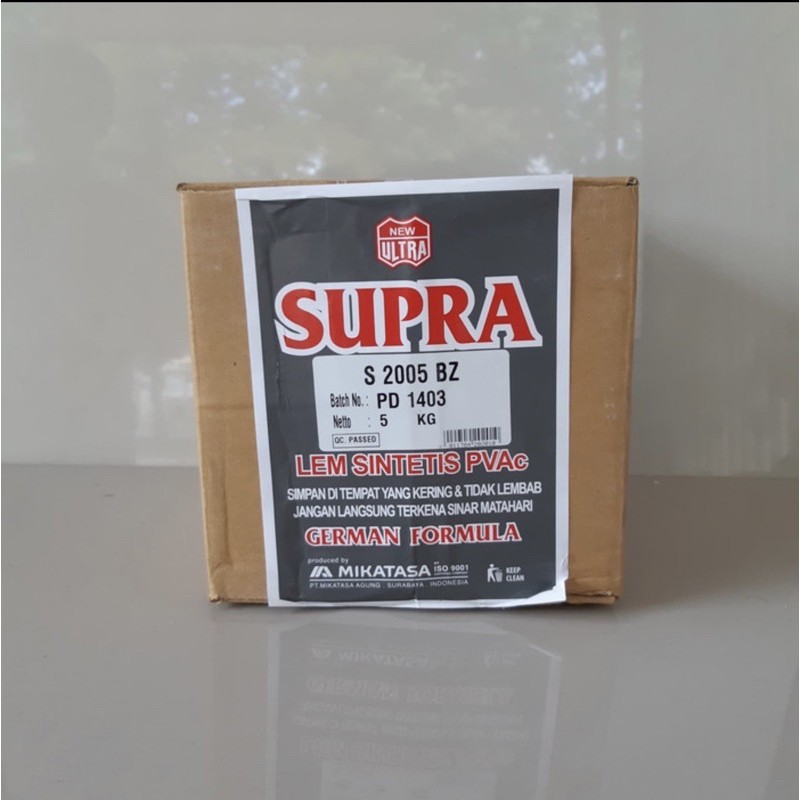 NEW
ULTRA
SUPRA
S 2005 BZ
Batch No. : PD 1403
Netto : 5 KG
QC. PASSED
LEM SINTETIS PVAc
SIMPAN DI TEMPAT YANG KERING & TIDAK LEMBAB
JANGAN LANGSUNG TERKENA SINAR MATAHARI
GERMAN FORMULA
produced by
MIKATASA ISO 9001
PT. MIKATASA AGUNG SURABAYA INDONESIA
KEEP
CLEAN